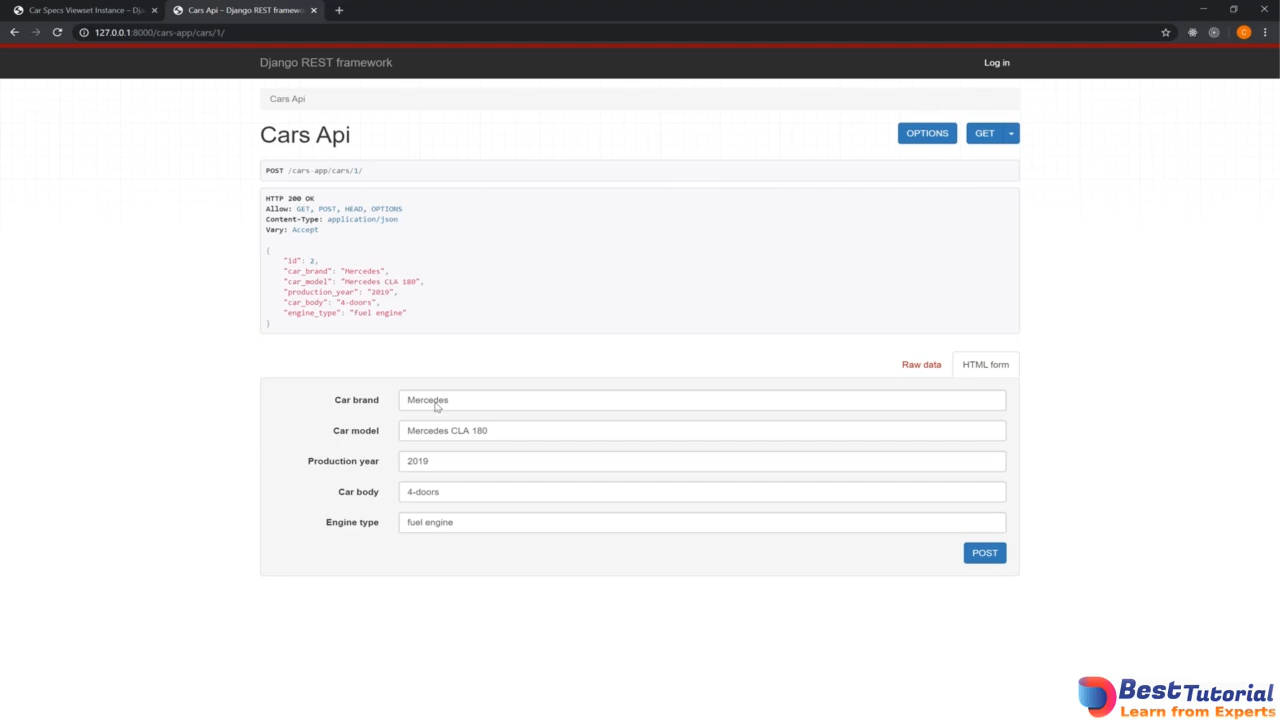 Car Specs Viewset Instance – Dja
Cars Api – Django REST framewo
127.0.0.1:8000/cars-app/cars/1/
C
Django REST framework
Log in
Cars Api
Cars Api
OPTIONS
GET
POST /cars-app/cars/1/
HTTP 200 OK
Allow: GET, POST, HEAD, OPTIONS
Content-Type: application/json
Vary: Accept
{
"id": 2,
"car_brand": "Mercedes",
"car_model": "Mercedes CLA 180",
"production_year": "2019",
"car_body": "4-doors",
"engine_type": "fuel engine"
}
Raw data
HTML form
Car brand Mercedes
Car model Mercedes CLA 180
Production year 2019
Car body 4-doors
Engine type fuel engine
POST
BestTutorial
Learn from Experts